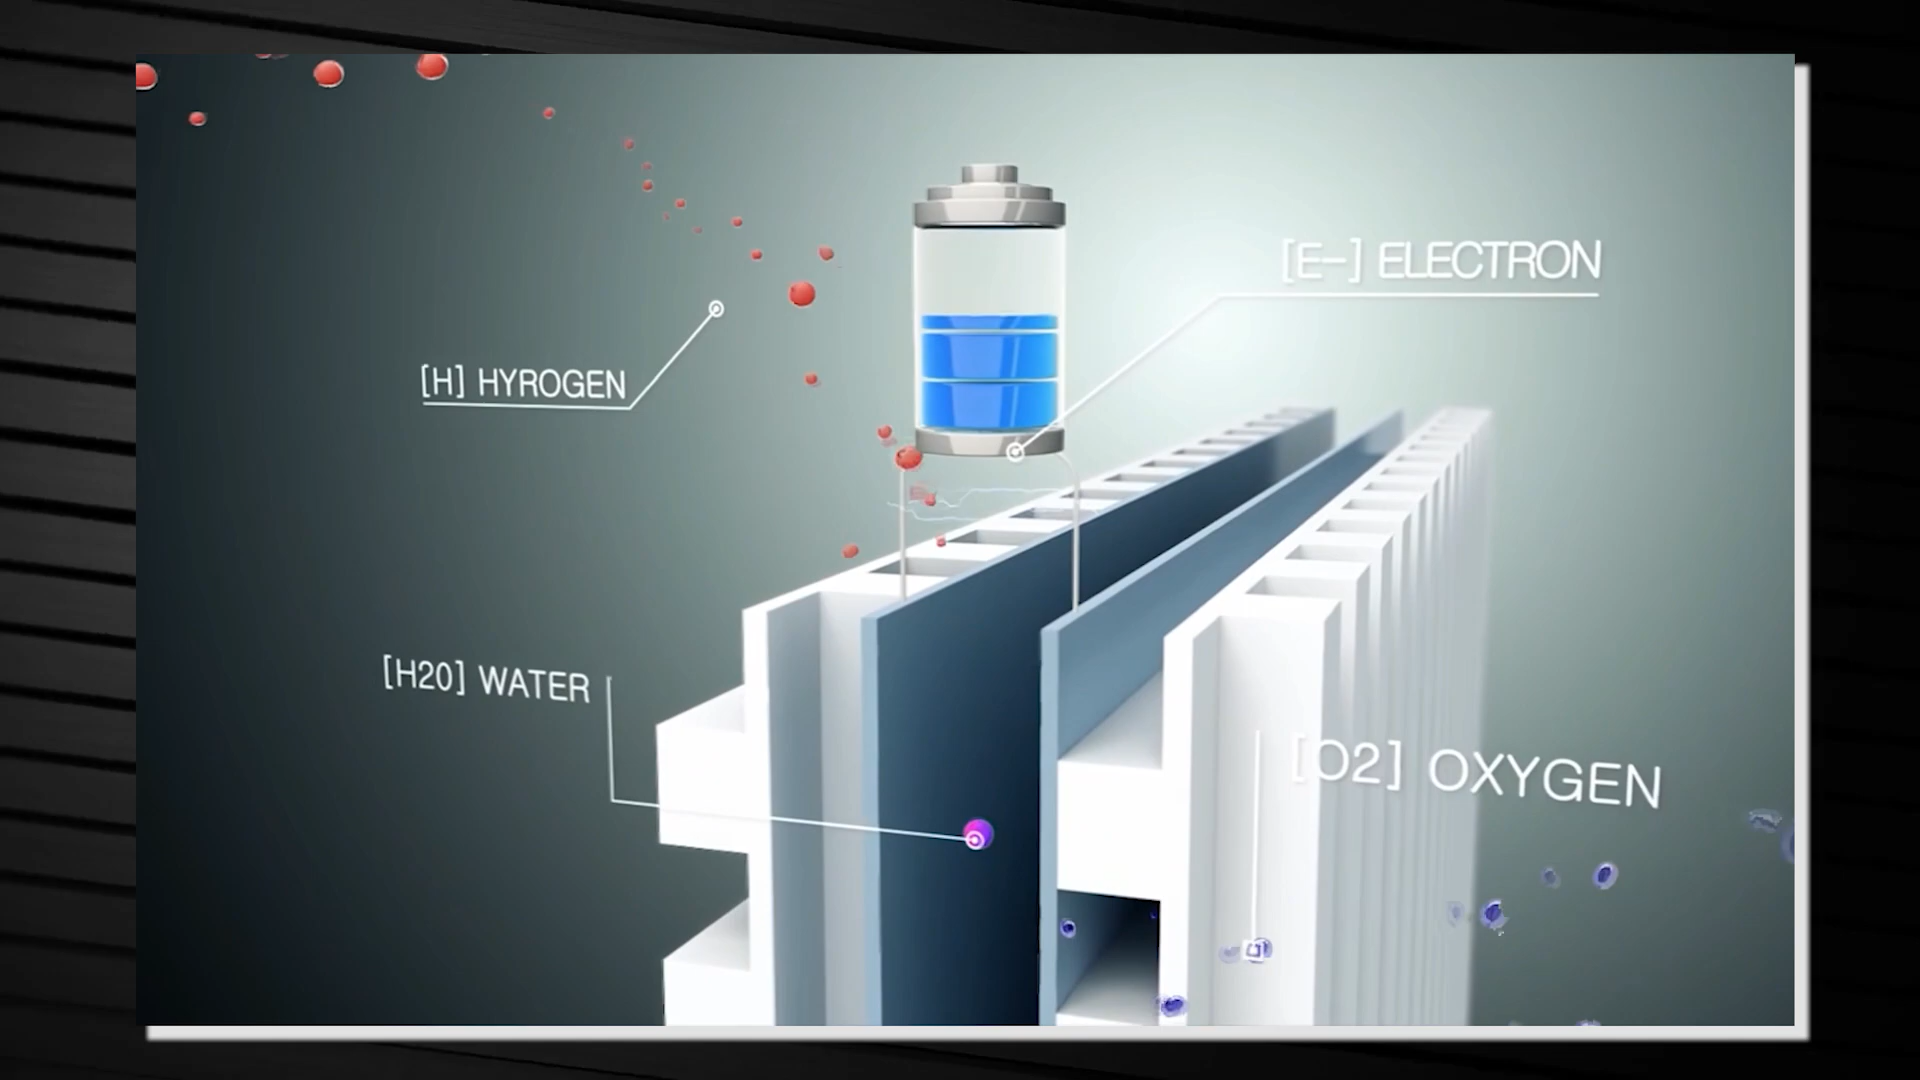 [E-] ELECTRON
[H] HYROGEN
[H20] WATER
[O2] OXYGEN